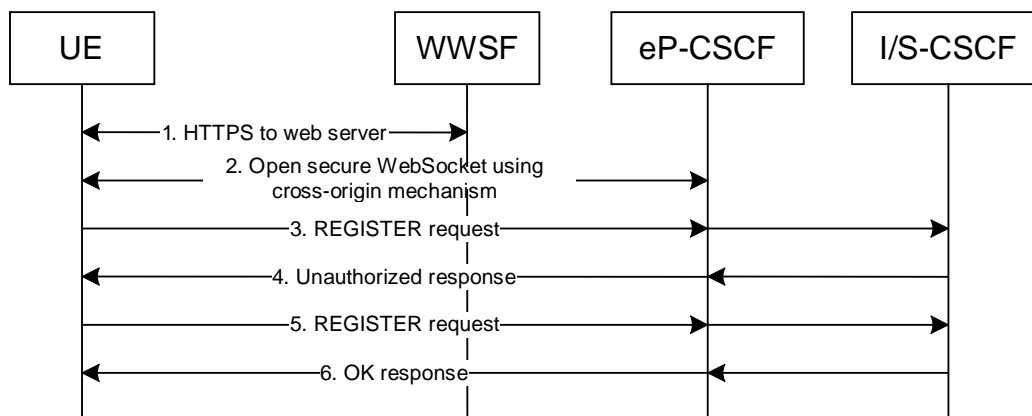 UE
WWSF
eP-CSCF
I/S-CSCF
1. HTTPS to web server
2. Open secure WebSocket using
cross-origin mechanism
3. REGISTER request
4. Unauthorized response
5. REGISTER request
6. OK response